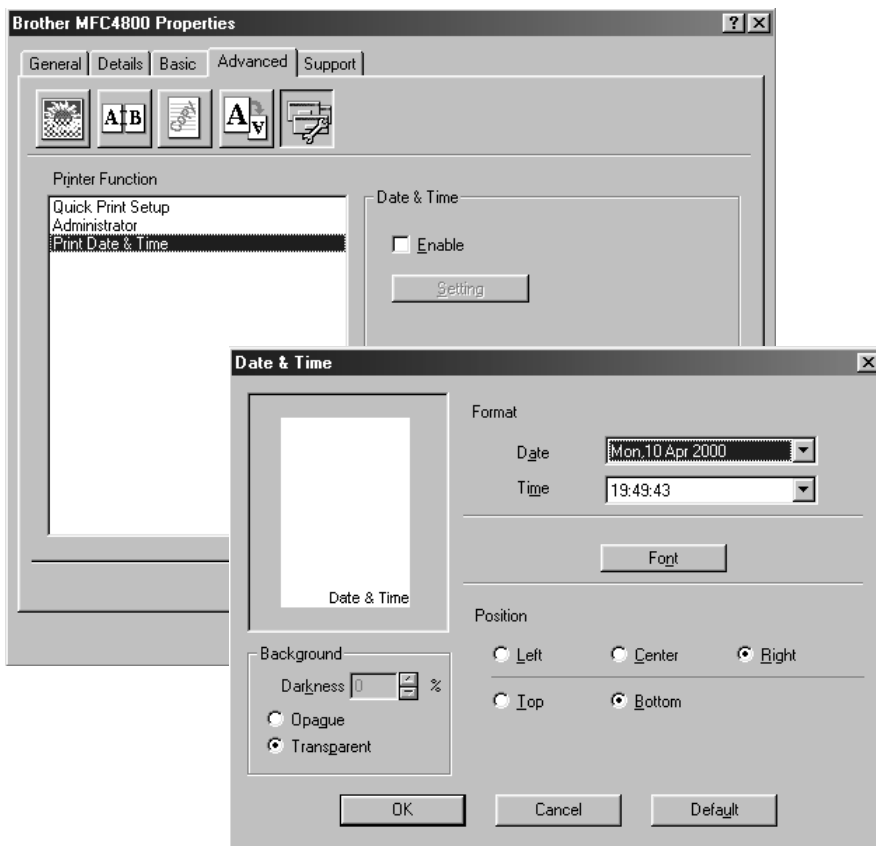 Brother MFC4800 Properties
General Details Basic Advanced Support
A B
COPY
A A
Printer Function
Quick Print Setup
Administrator
Print Date & Time
Date & Time
Enable
Setting
Date & Time
Date & Time
Format
Date Mon,10 Apr 2000
Time 19:49:43
Font
Background
Darkness 0 %
Opague
Transparent
Position
Left Center Right
Top Bottom
OK Cancel Default